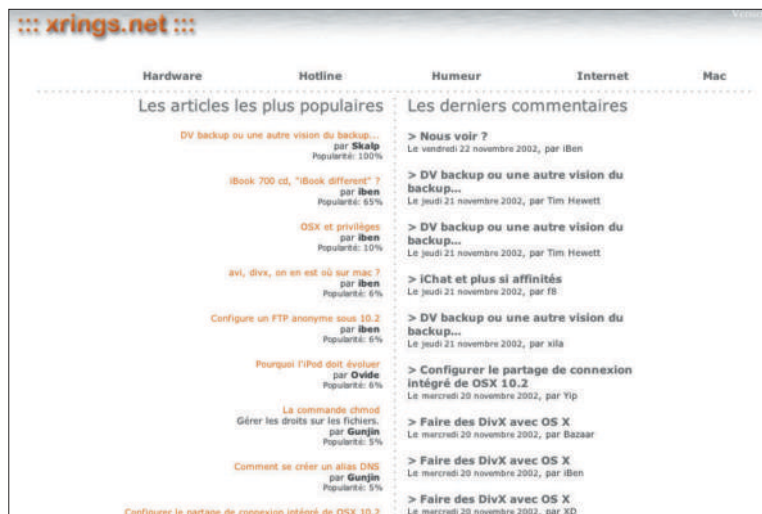 ::: xrings.net :::
Hardware Hotline Humeur Internet Mac
Les articles les plus populaires
DV backup ou une autre vision du backup...
par Skalp
Popularité: 100%
iBook 700 cd, "iBook different" ?
par iben
Popularité: 65%
OSX et privilèges
par iben
Popularité: 10%
avi, divx, on en est où sur mac ?
par iben
Popularité: 6%
Configure un FTP anonyme sous 10.2
par iben
Popularité: 6%
Pourquoi l'iPod doit évoluer
par Ovide
Popularité: 6%
La commande chmod
Gérer les droits sur les fichiers.
par Gunjin
Popularité: 5%
Comment se créer un alias DNS
par Gunjin
Popularité: 5%
Configurer le partage de connexion intégré de OSX 10.2
Les derniers commentaires
> Nous voir ?
Le vendredi 22 novembre 2002, par iBen
> DV backup ou une autre vision du
backup...
Le jeudi 21 novembre 2002, par Tim Hewett
> DV backup ou une autre vision du
backup...
Le jeudi 21 novembre 2002, par Tim Hewett
> iChat et plus si affinités
Le jeudi 21 novembre 2002, par f8
> DV backup ou une autre vision du
backup...
Le jeudi 21 novembre 2002, par xila
> Configurer le partage de connexion
intégré de OSX 10.2
Le mercredi 20 novembre 2002, par Yip
> Faire des DivX avec OS X
Le mercredi 20 novembre 2002, par Bazaar
> Faire des DivX avec OS X
Le mercredi 20 novembre 2002, par iBen
> Faire des DivX avec OS X
Le mercredi 20 novembre 2002, par XD